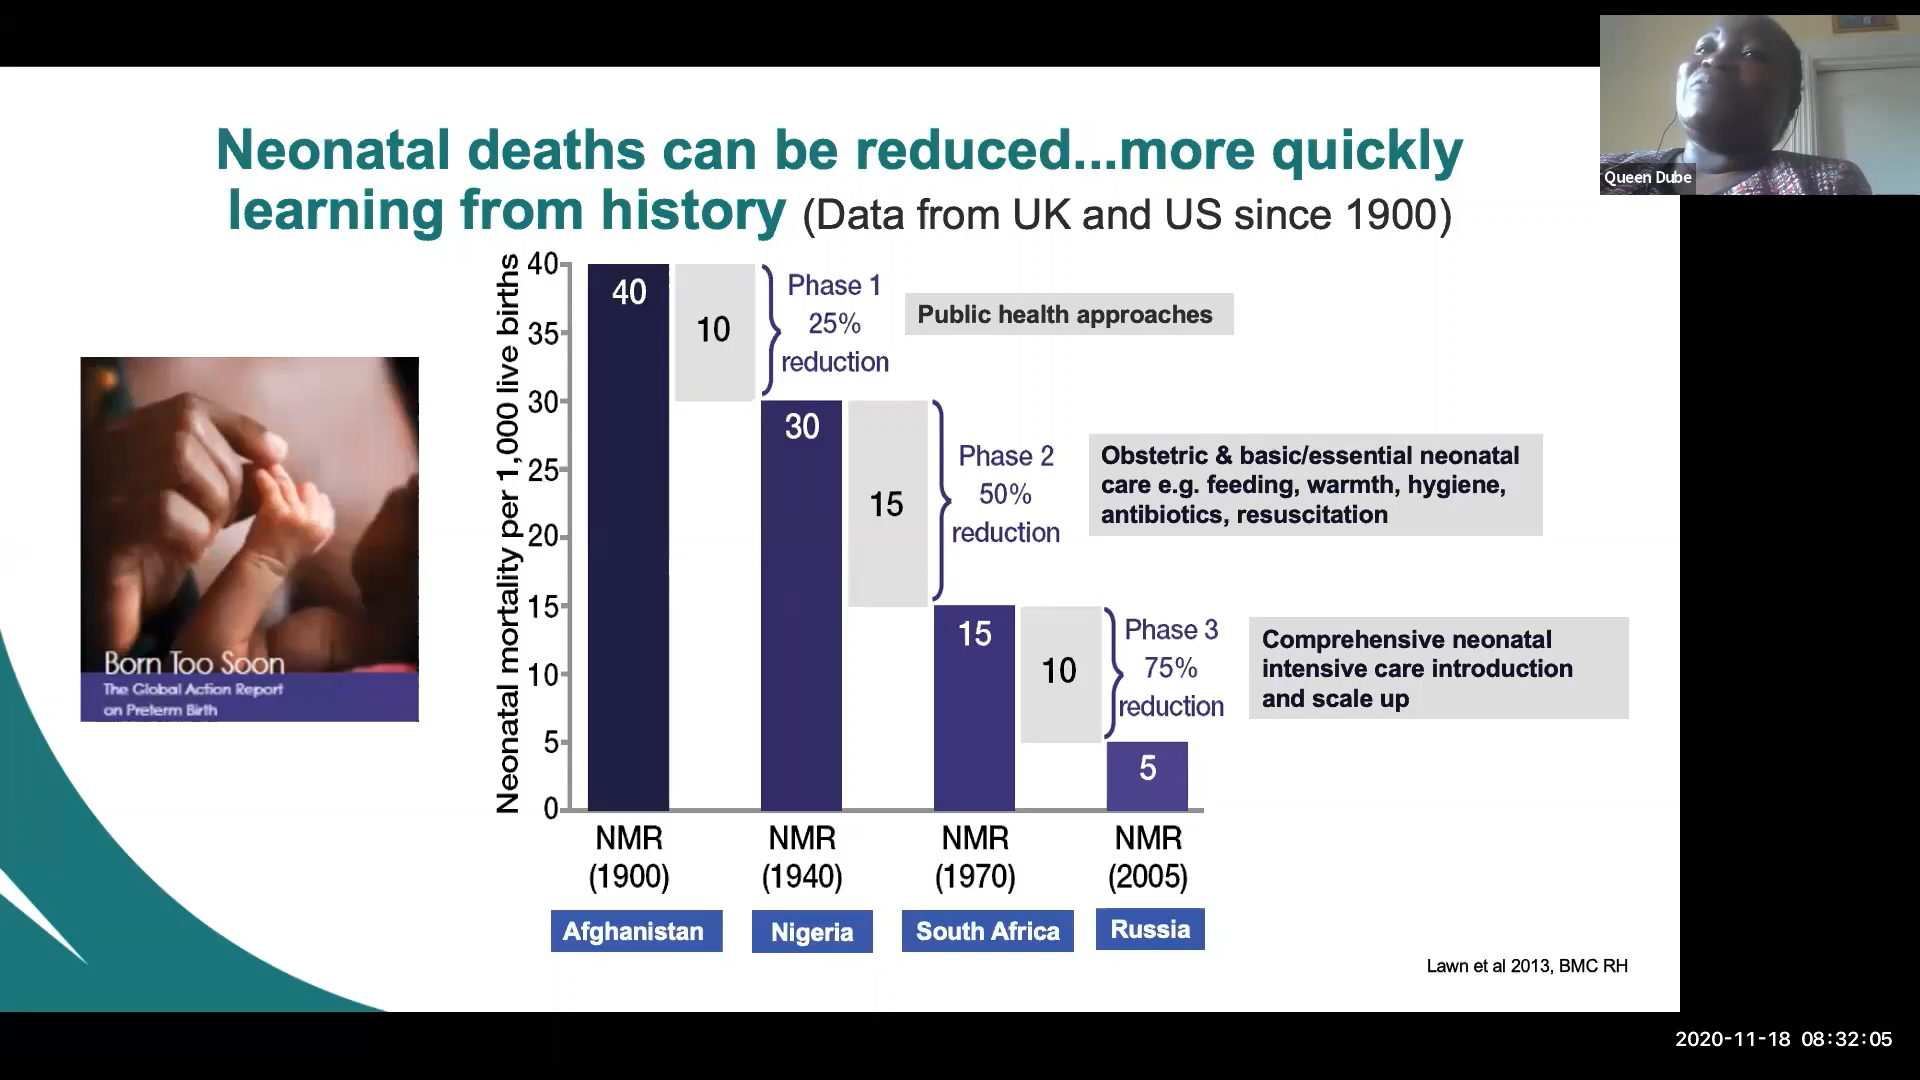 Queen Dube
Neonatal deaths can be reduced...more quickly
learning from history (Data from UK and US since 1900)
Neonatal mortality per 1,000 live births
40
35
30
25
20
15
10
5
0
40
10
Phase 1
25%
reduction
Public health approaches
30
15
Phase 2
50%
reduction
Obstetric & basic/essential neonatal
care e.g. feeding, warmth, hygiene,
antibiotics, resuscitation
15
10
Phase 3
75%
reduction
Comprehensive neonatal
intensive care introduction
and scale up
5
NMR
(1900)
NMR
(1940)
NMR
(1970)
NMR
(2005)
Afghanistan
Nigeria
South Africa
Russia
Born Too Soon
The Global Action Report
on Preterm Birth
Lawn et al 2013, BMC RH
2020-11-18 08:32:05